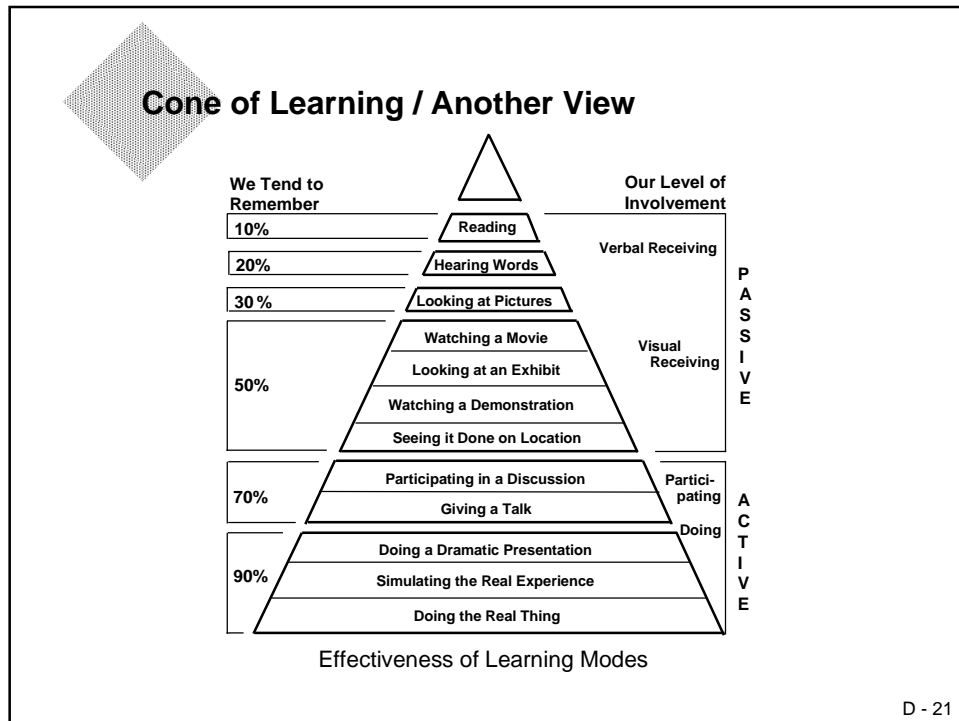 Cone of Learning / Another View
We Tend to
Remember
Our Level of
Involvement
10%
Reading
Verbal Receiving
20%
Hearing Words
30 %
Looking at Pictures
50%
Watching a Movie
Looking at an Exhibit
Watching a Demonstration
Seeing it Done on Location
Visual
Receiving
P
A
S
S
I
V
E
70%
Participating in a Discussion
Giving a Talk
Partici-
pating
Doing
90%
Doing a Dramatic Presentation
Simulating the Real Experience
Doing the Real Thing
A
C
T
I
V
E
Effectiveness of Learning Modes
D - 21